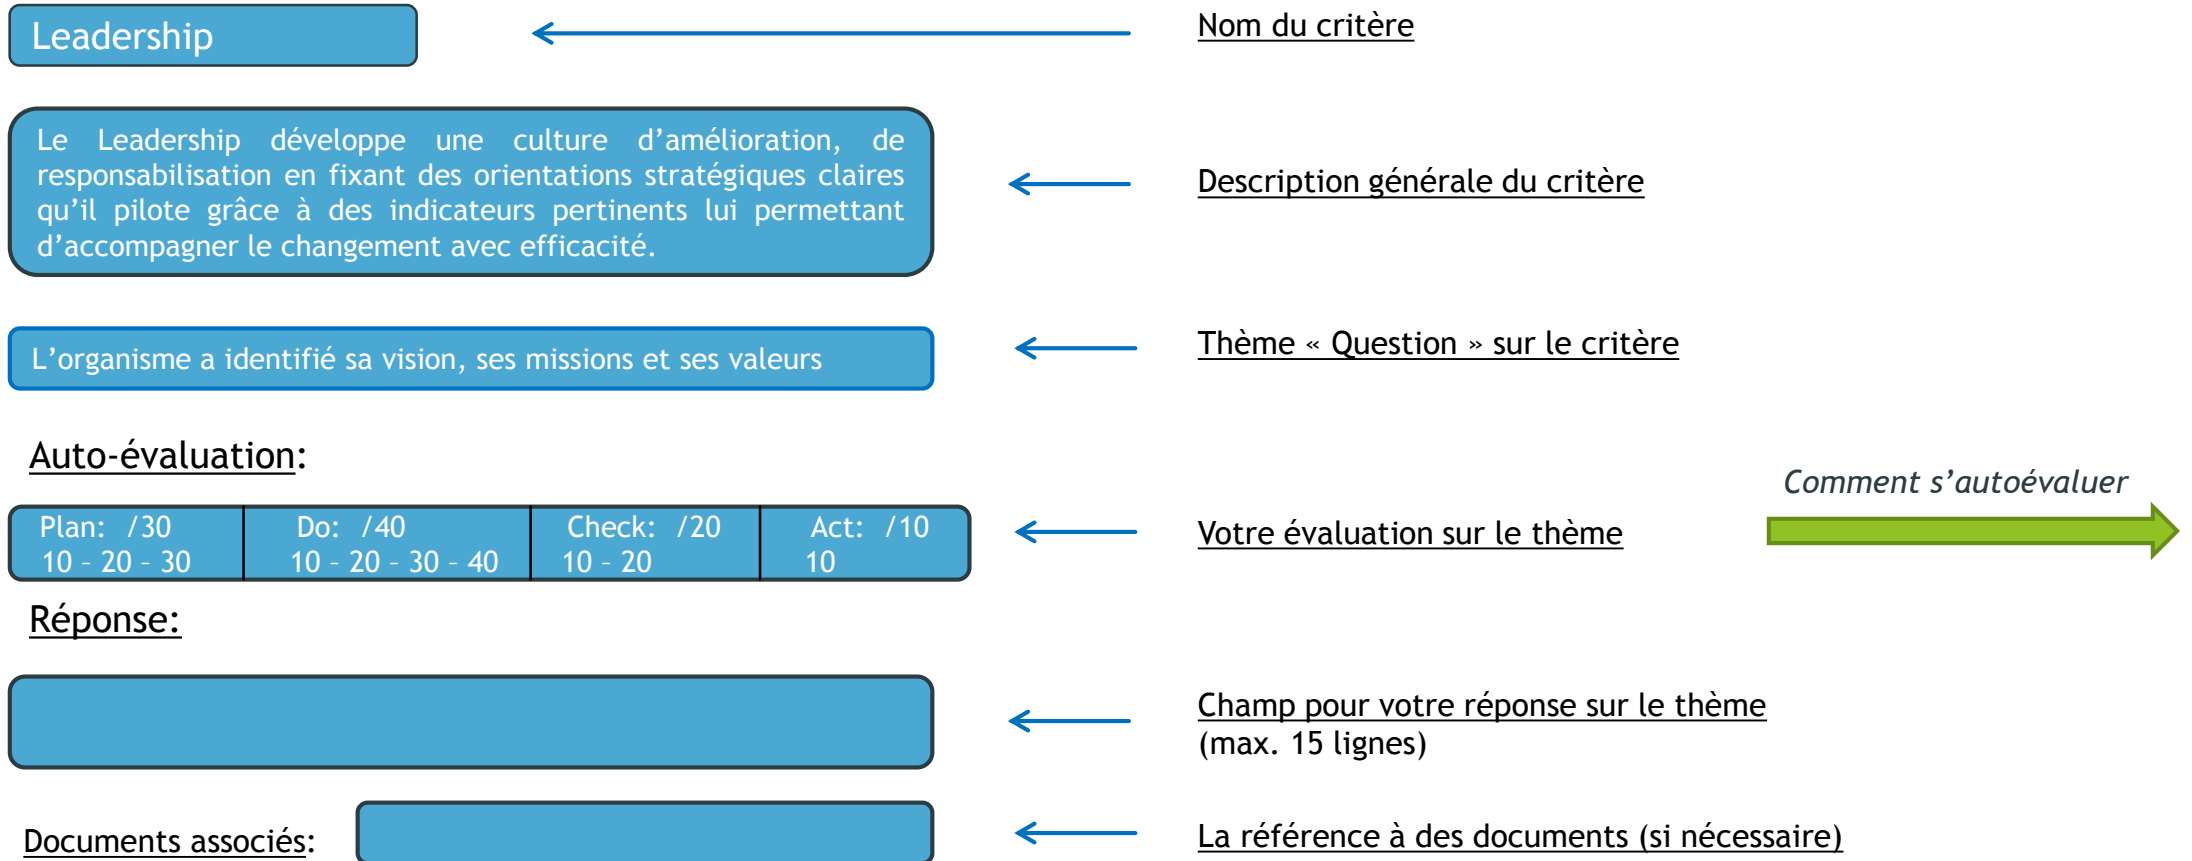 Leadership
Nom du critère
Le Leadership développe une culture d’amélioration, de
responsabilisation en fixant des orientations stratégiques claires
qu’il pilote grâce à des indicateurs pertinents lui permettant
d’accompagner le changement avec efficacité.
Description générale du critère
L’organisme a identifié sa vision, ses missions et ses valeurs
Thème « Question » sur le critère
Auto-évaluation:
Comment s’autoévaluer
Plan: /30 Do: /40 Check: /20 Act: /10
10 – 20 – 30 10 – 20 – 30 – 40 10 – 20 10
Votre évaluation sur le thème
Réponse:
Champ pour votre réponse sur le thème
(max. 15 lignes)
Documents associés:
La référence à des documents (si nécessaire)